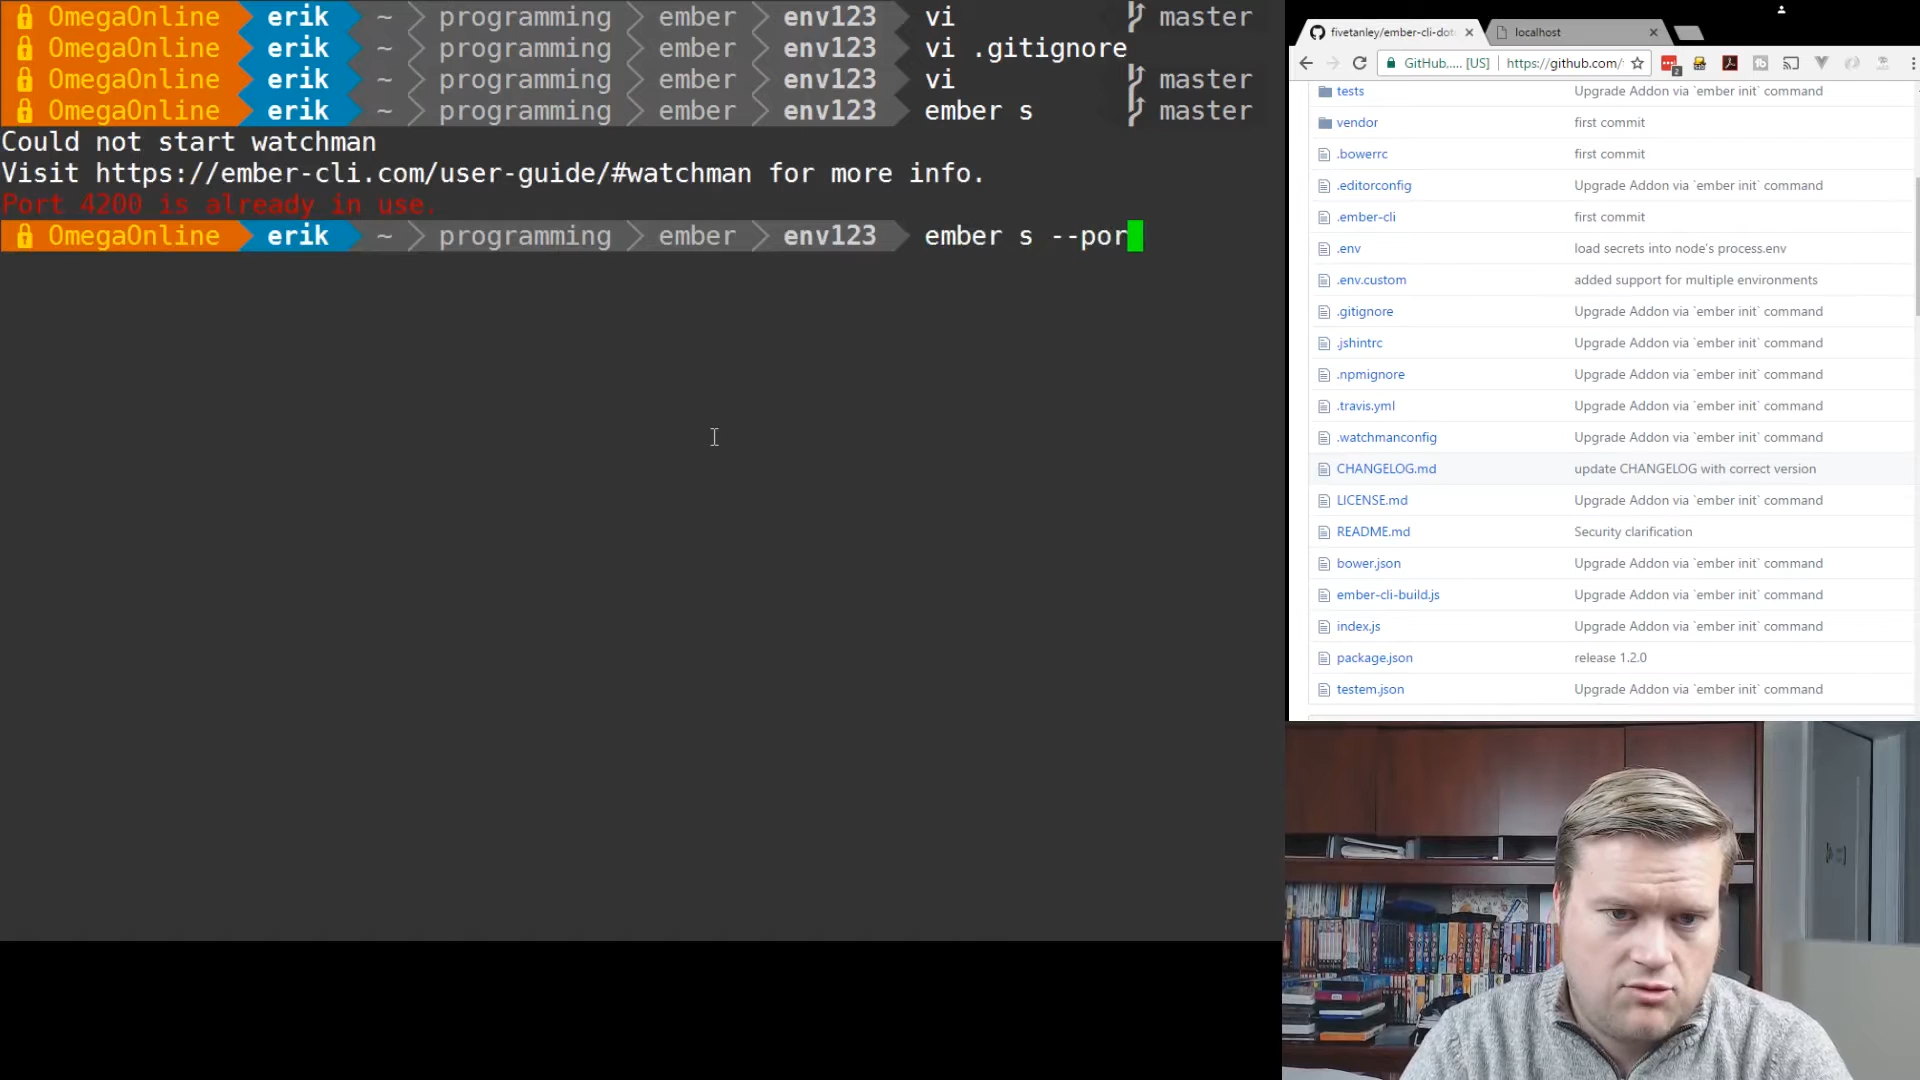 OmegaOnline erik ~ programming ember env123 vi master
OmegaOnline erik ~ programming ember env123 vi .gitignore
OmegaOnline erik ~ programming ember env123 vi master
OmegaOnline erik ~ programming ember env123 ember s master
Could not start watchman
Visit https://ember-cli.com/user-guide/#watchman for more info.
Port 4200 is already in use.
OmegaOnline erik ~ programming ember env123 ember s --por
fivetanley/ember-cli-dot
localhost
GitHub,.... [US] https://github.com/
2
tests Upgrade Addon via `ember init` command
vendor first commit
.bowerrc first commit
.editorconfig Upgrade Addon via `ember init` command
.ember-cli first commit
.env load secrets into node's process.env
.env.custom added support for multiple environments
.gitignore Upgrade Addon via `ember init` command
.jshintrc Upgrade Addon via `ember init` command
.npmignore Upgrade Addon via `ember init` command
.travis.yml Upgrade Addon via `ember init` command
.watchmanconfig Upgrade Addon via `ember init` command
CHANGELOG.md update CHANGELOG with correct version
LICENSE.md Upgrade Addon via `ember init` command
README.md Security clarification
bower.json Upgrade Addon via `ember init` command
ember-cli-build.js Upgrade Addon via `ember init` command
index.js Upgrade Addon via `ember init` command
package.json release 1.2.0
testem.json Upgrade Addon via `ember init` command